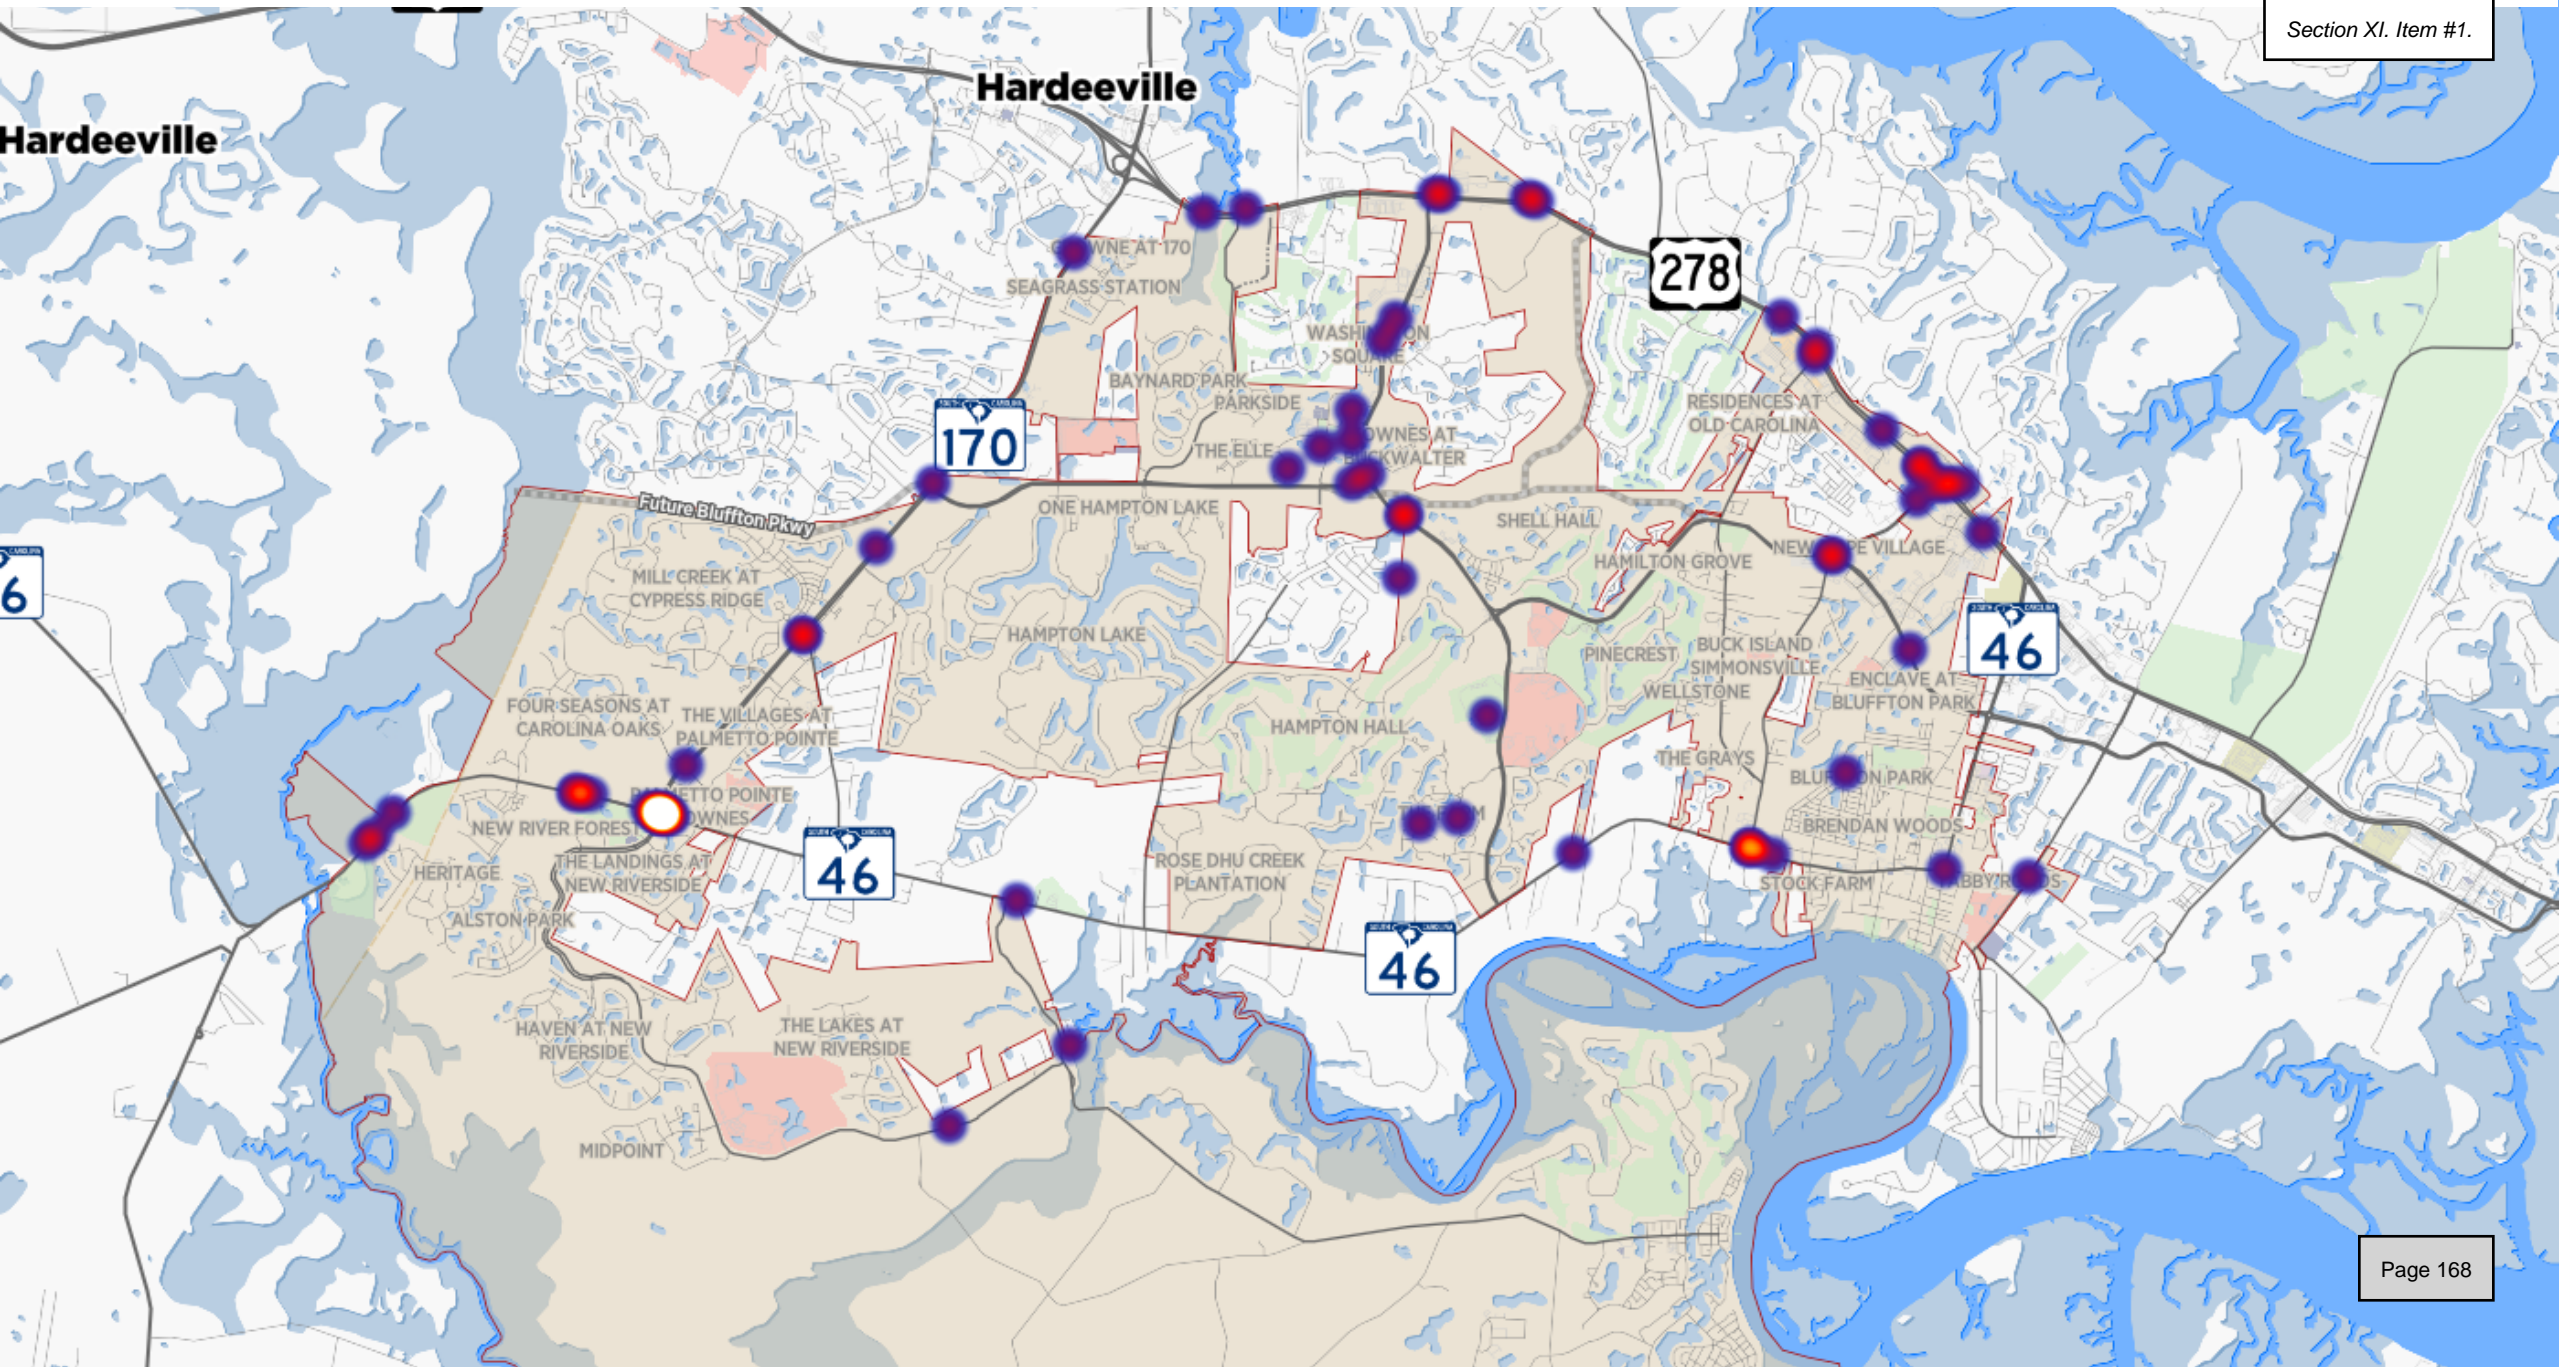 Section XI. Item #1.
Hardeeville
Hardeeville
278
170
SEAGRASS STATION
BAYNARD PARK
PARKSIDE
SQUARE
RESIDENCES AT
OLD CAROLINA
THE ELLE
Future Bluffton Pkwy
ONE HAMPTON LAKE
SHELL HALL
HAMILTON GROVE
MILL CREEK AT
CYPRESS RIDGE
6
HAMPTON LAKE
46
PINECREST
BUCK ISLAND
SIMMONSVILLE
WELLSTONE
ENCLAVE AT
BLUFFTON PARK
FOUR SEASONS AT
CAROLINA OAKS
THE VILLAGES AT
PALMETTO POINTE
HAMPTON HALL
THE GRAYS
PALMETTO POINTE
NEW RIVER FOREST
BRENDAN WOODS
46
THE LANDINGS AT
NEW RIVERSIDE
HERITAGE
ROSE DHU CREEK
PLANTATION
STOCK FARM
ALSTON PARK
46
HAVEN AT NEW
RIVERSIDE
THE LAKES AT
NEW RIVERSIDE
MIDPOINT
Page 168